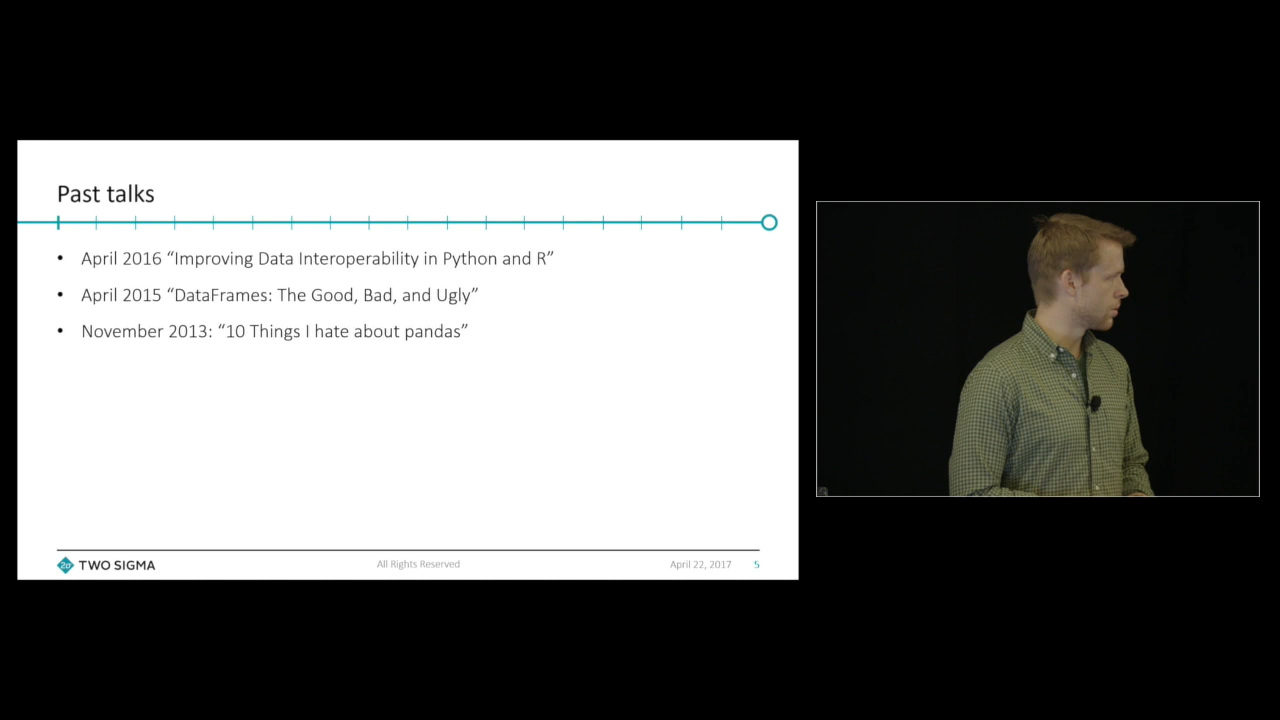 Past talks
• April 2016 “Improving Data Interoperability in Python and R”
• April 2015 “DataFrames: The Good, Bad, and Ugly”
• November 2013: “10 Things I hate about pandas”
2σ TWO SIGMA
All Rights Reserved
April 22, 2017 5